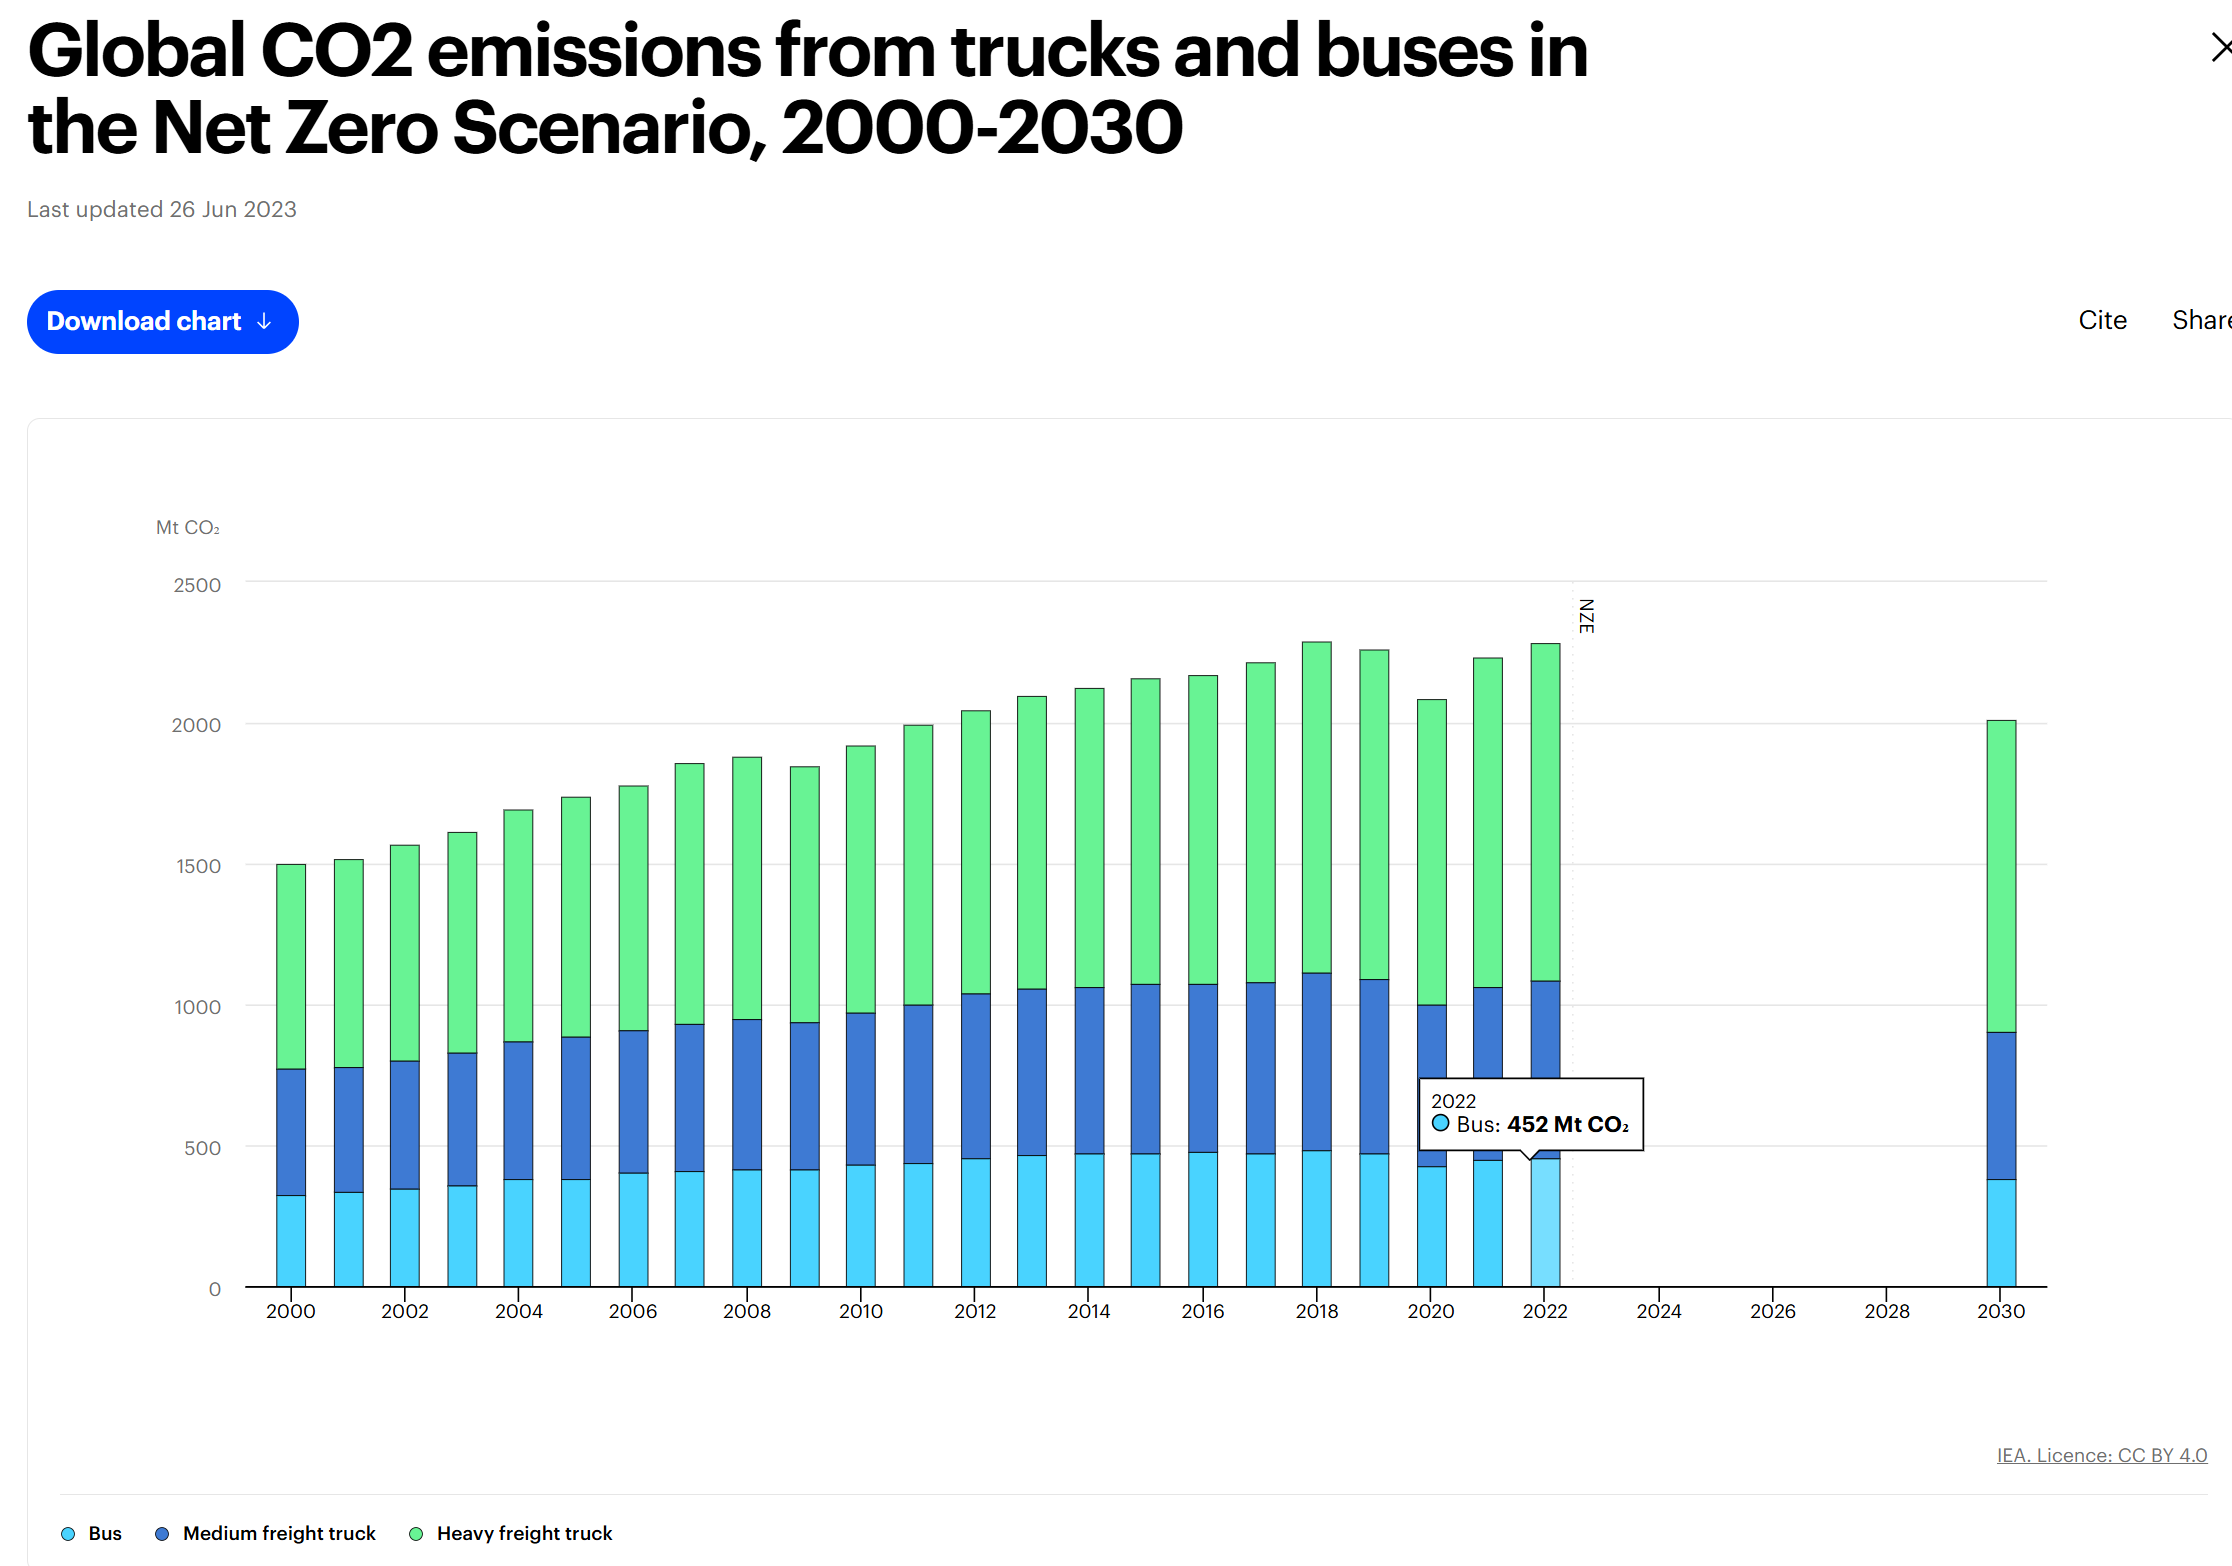 Global CO2 emissions from trucks and buses in
the Net Zero Scenario, 2000-2030
Last updated 26 Jun 2023
Download chart ↓
Cite
Share
Mt CO₂
2500
2000
1500
1000
500
0
NZE
2022
Bus: 452 Mt CO₂
2000 2002 2004 2006 2008 2010 2012 2014 2016 2018 2020 2022 2024 2026 2028 2030
IEA. Licence: CC BY 4.0
Bus Medium freight truck Heavy freight truck